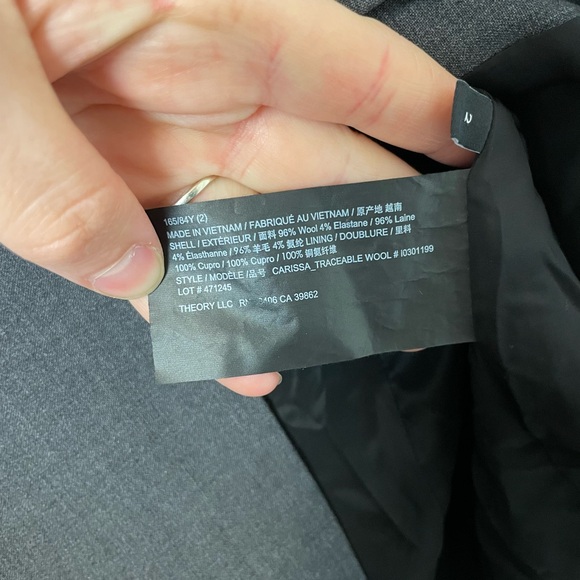 2
165/84Y (2)
MADE IN VIETNAM / FABRIQUÉ AU VIETNAM / 原产地 越南
SHELL / EXTÉRIEUR / 面料 96% Wool 4% Elastane / 96% Laine
4% Élasthanne / 96% 羊毛 4% 氨纶 LINING / DOUBLURE / 里料
100% Cupro / 100% Cupro / 100% 铜氨纤维
STYLE / MODÈLE / 品号 CARISSA_TRACEABLE WOOL # I0301199
LOT # 471245
THEORY LLC CA 39862